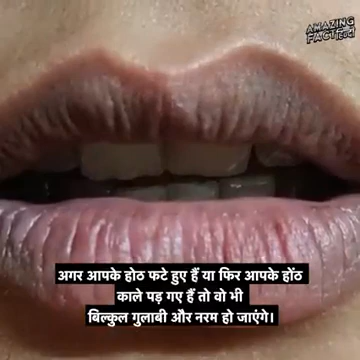 AMAZING
FACT हिन्दी
अगर आपके होठ फटे हुए हैं या फिर आपके होंठ
काले पड़ गए हैं तो वो भी
बिल्कुल गुलाबी और नरम हो जाएंगे।